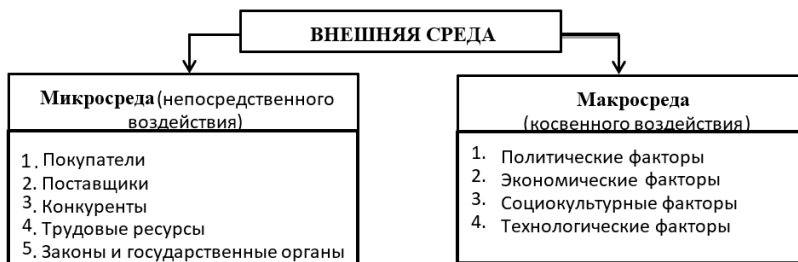 ВНЕШНЯЯ СРЕДА
Микросреда (непосредственного
воздействия)
1. Покупатели
2. Поставщики
3. Конкуренты
4. Трудовые ресурсы
5. Законы и государственные органы
Макросреда
(косвенного воздействия)
1. Политические факторы
2. Экономические факторы
3. Социокультурные факторы
4. Технологические факторы